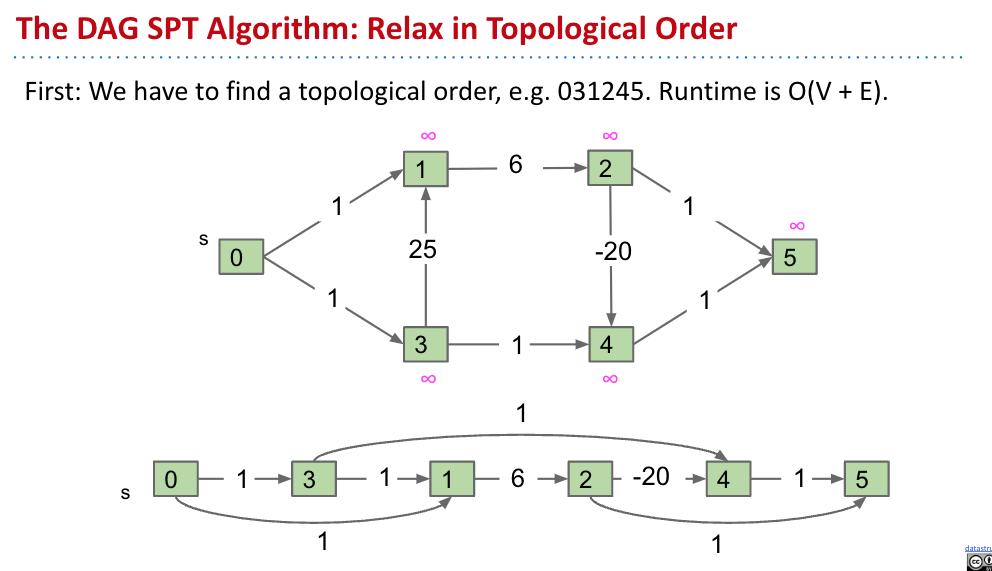 The DAG SPT Algorithm: Relax in Topological Order
First: We have to find a topological order, e.g. 031245. Runtime is O(V + E).
∞ ∞
1 6 2
1 1
s ∞
0 25 -20 5
1 1
3 1 4
∞ ∞
1
0 1 3 1 1 6 2 -20 4 1 5
s
1 1
datastru